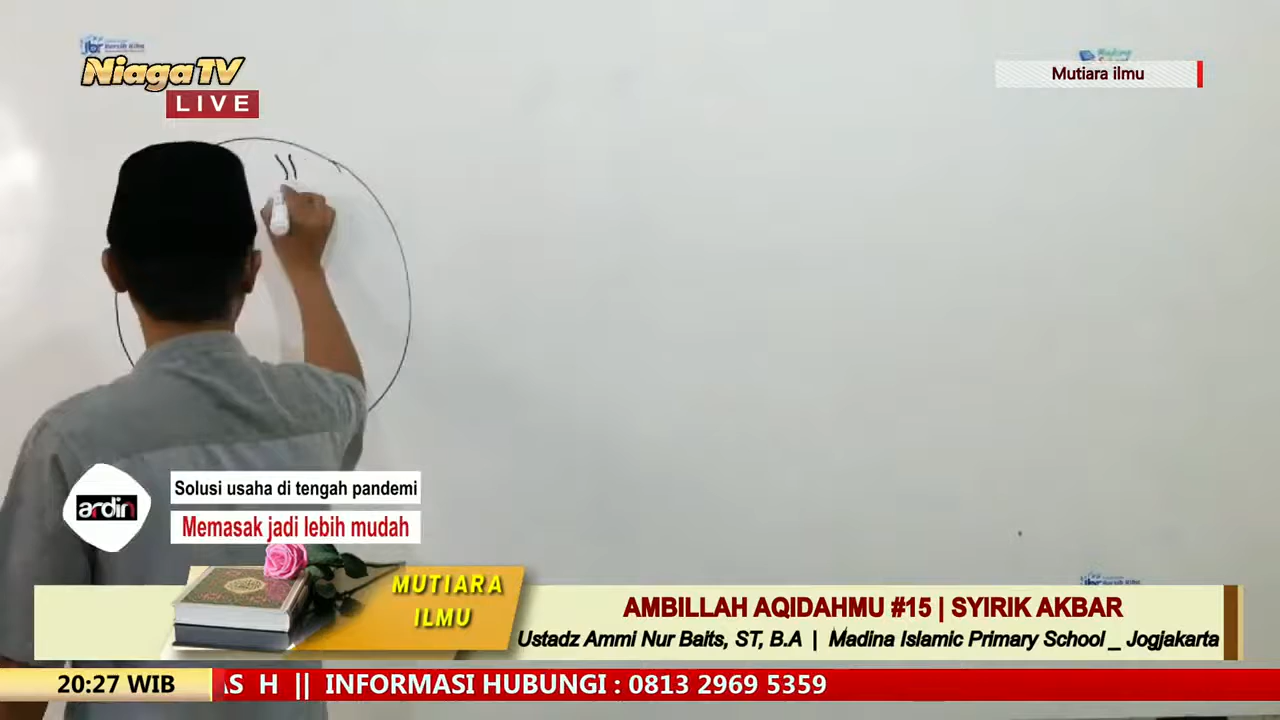 jbr
NiagaTV
LIVE
Mutiara ilmu
ardin
Solusi usaha di tengah pandemi
Memasak jadi lebih mudah
MUTIARA
ILMU
AMBILLAH AQIDAHMU #15 | SYIRIK AKBAR
Ustadz Ammi Nur Baits, ST, B.A | Madina Islamic Primary School _ Jogjakarta
20:27 WIB
AS H || INFORMASI HUBUNGI : 0813 2969 5359